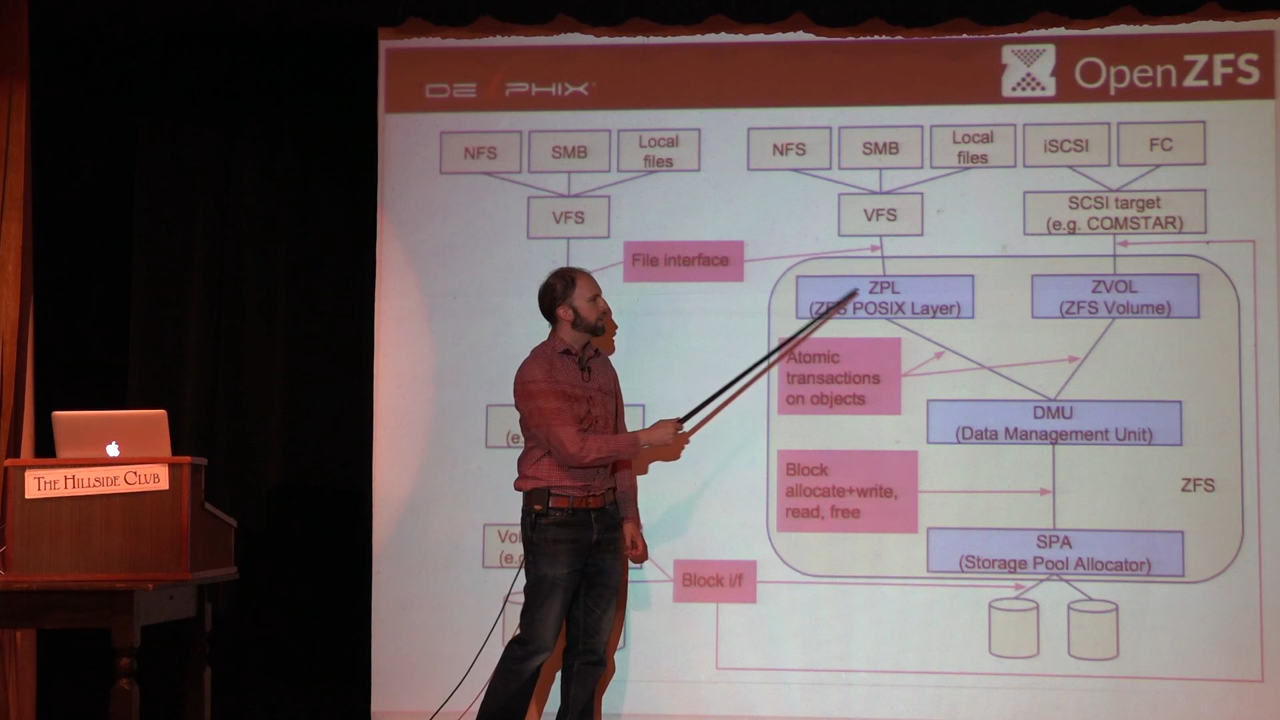 DELPHIX
OpenZFS
NFS
SMB
Local
files
NFS
SMB
Local
files
iSCSI
FC
VFS
VFS
SCSI target
(e.g. COMSTAR)
File interface
ZPL
(ZFS POSIX Layer)
ZVOL
(ZFS Volume)
Atomic
transactions
on objects
DMU
(Data Management Unit)
(e.
Block
allocate+write,
read, free
ZFS
SPA
(Storage Pool Allocator)
Vol
(e.
Block i/f
THE HILLSIDE CLUB